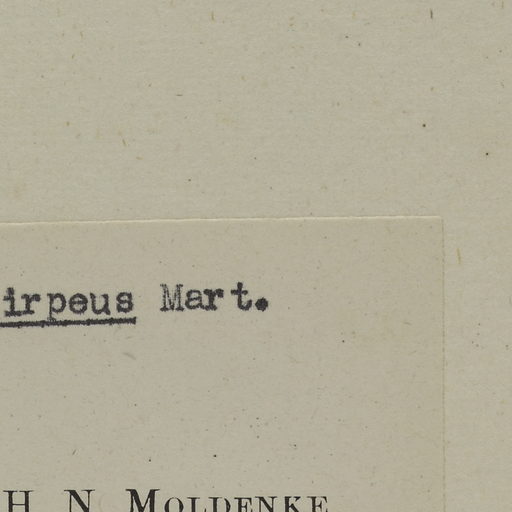 irpeus Mart.
H. N. MOLDENKE